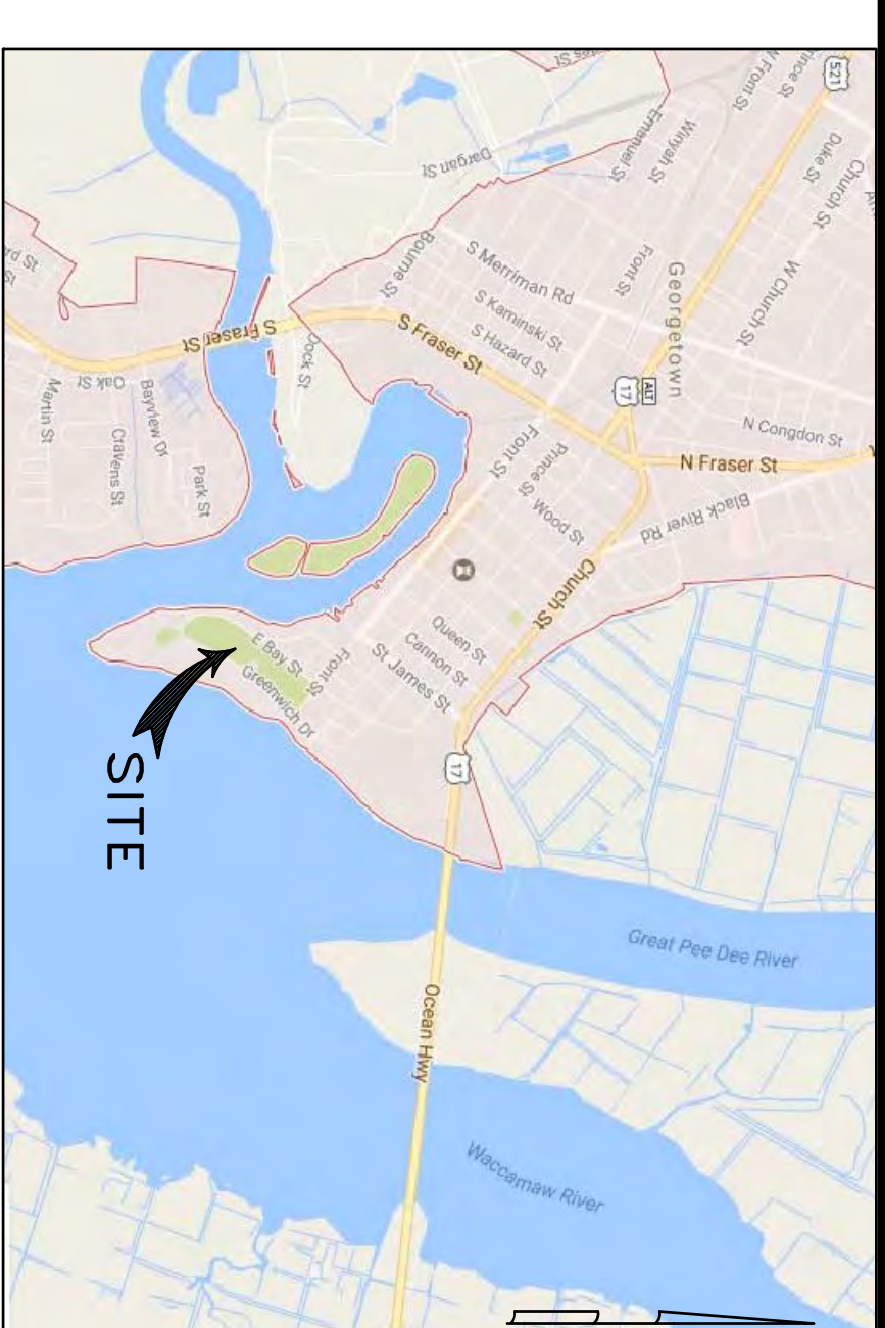 521
Prince St
N Front St
Duke St
Church St
Emanuel St
Winyah St
W Church St
Dargan St
Front St
Georgetown
S Merriman Rd
Bourne St
S Kaminski St
S Hazard St
S Fraser St
S Fraser St
Dock St
ALT
17
N Congdon St
N Fraser St
Black River Rd
Front St
Prince St
Wood St
Church St
Oak St
Martin St
Bayview Dr
Cravens St
Park St
Queen St
Cannon St
St James St
Front St
E Bay St
Greenwich Dr
17
SITE
Great Pee Dee River
Ocean Hwy
Waccamaw River